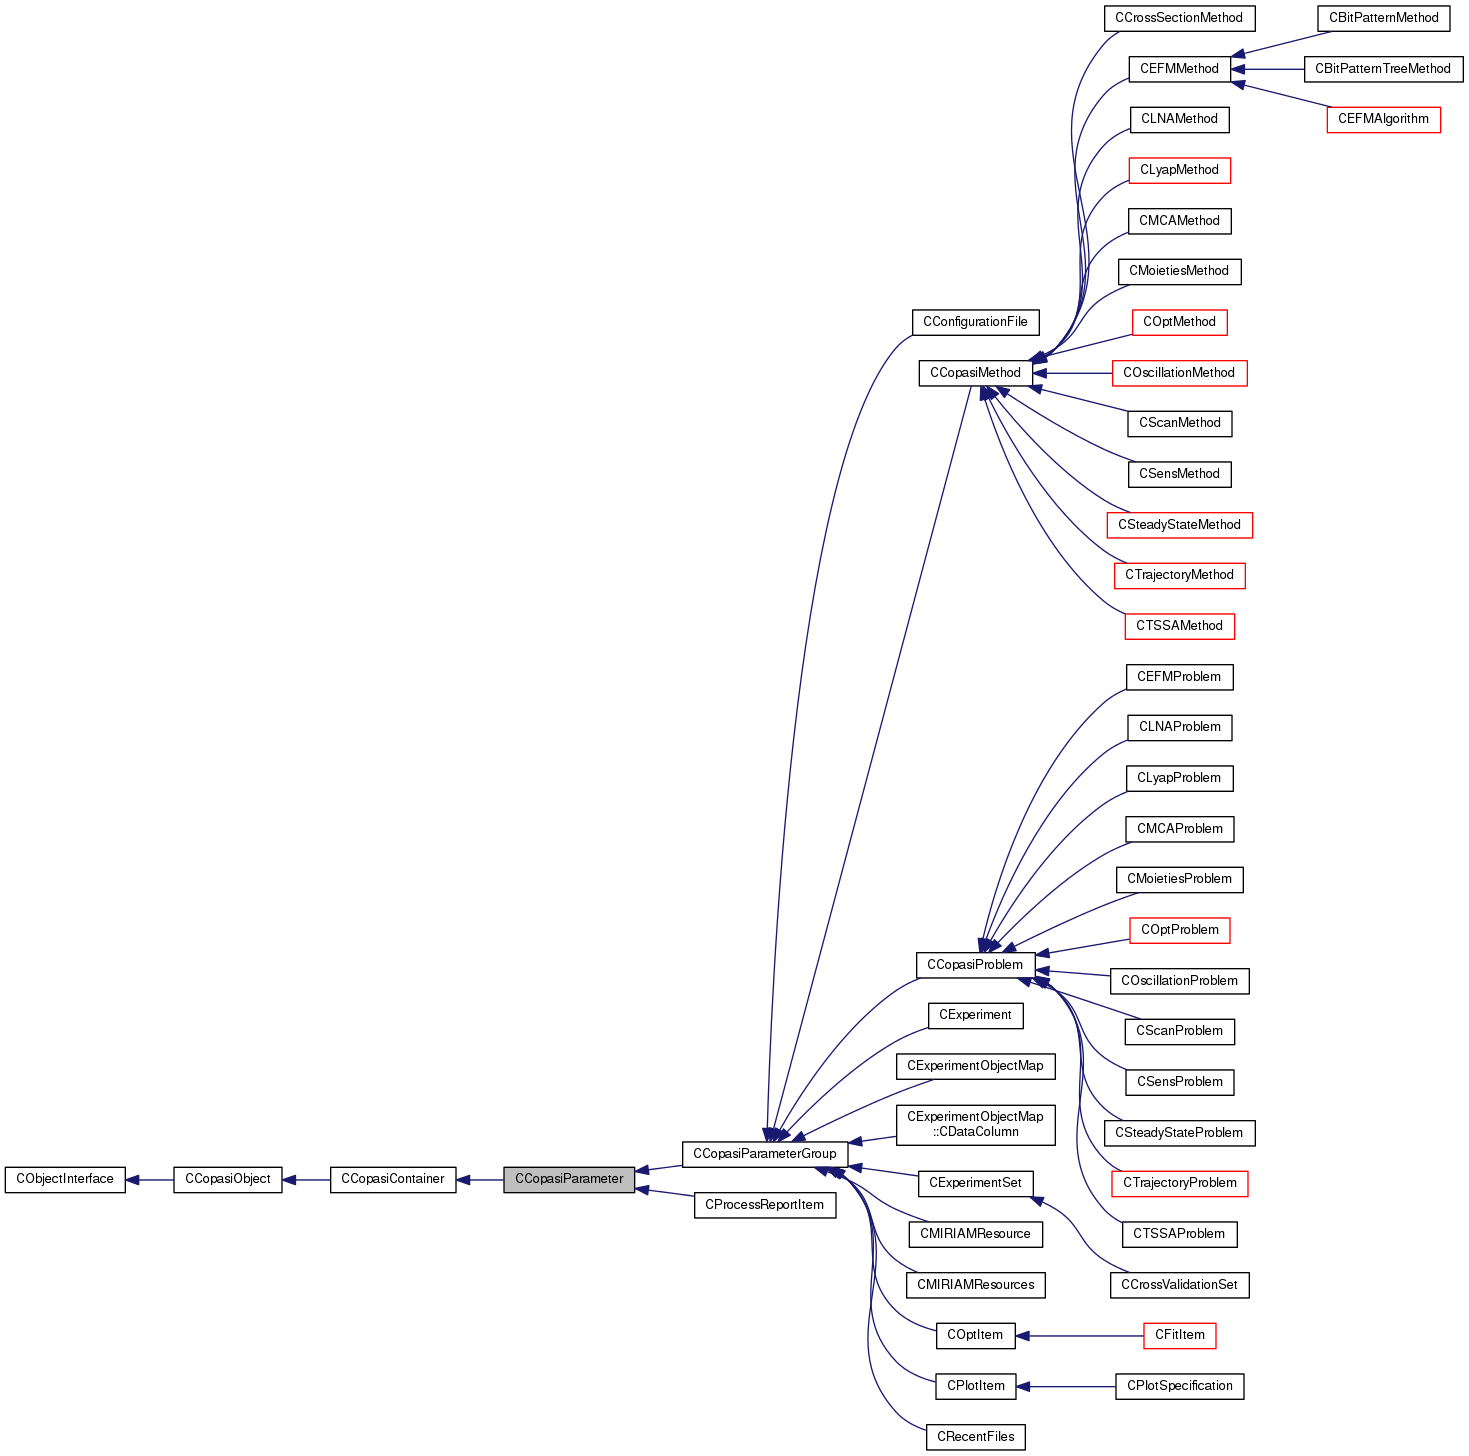 CCrossSectionMethod
CBitPatternMethod
CEFMMethod
CBitPatternTreeMethod
CLNAMethod
CEFMAlgorithm
CLyapMethod
CMCAMethod
CMoietiesMethod
CConfigurationFile
COptMethod
CCopasiMethod
COscillationMethod
CScanMethod
CSensMethod
CSteadyStateMethod
CTrajectoryMethod
CTSSAMethod
CEFMProblem
CLNAProblem
CLyapProblem
CMCAProblem
CMoietiesProblem
COptProblem
CCopasiProblem
COscillationProblem
CExperiment
CScanProblem
CExperimentObjectMap
CSensProblem
CExperimentObjectMap
::CDataColumn
CSteadyStateProblem
CCopasiParameterGroup
CObjectInterface
CCopasiObject
CCopasiContainer
CCopasiParameter
CExperimentSet
CTrajectoryProblem
CProcessReportItem
CMIRIAMResource
CTSSAProblem
CMIRIAMResources
CCrossValidationSet
COptItem
CFitItem
CPlotItem
CPlotSpecification
CRecentFiles